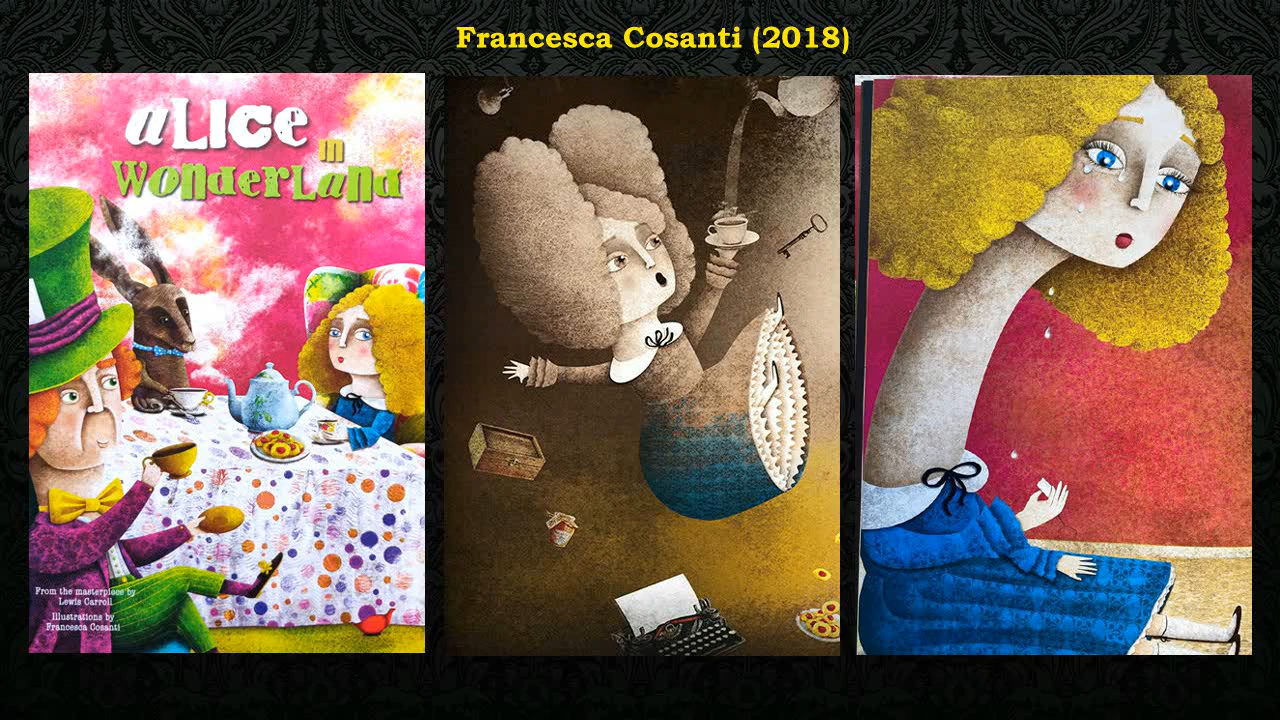 Francesca Cosanti (2018)
aLIce
in
WonderLand
From the masterpiece by
Lewis Carroll
Illustrations by
Francesca Cosanti